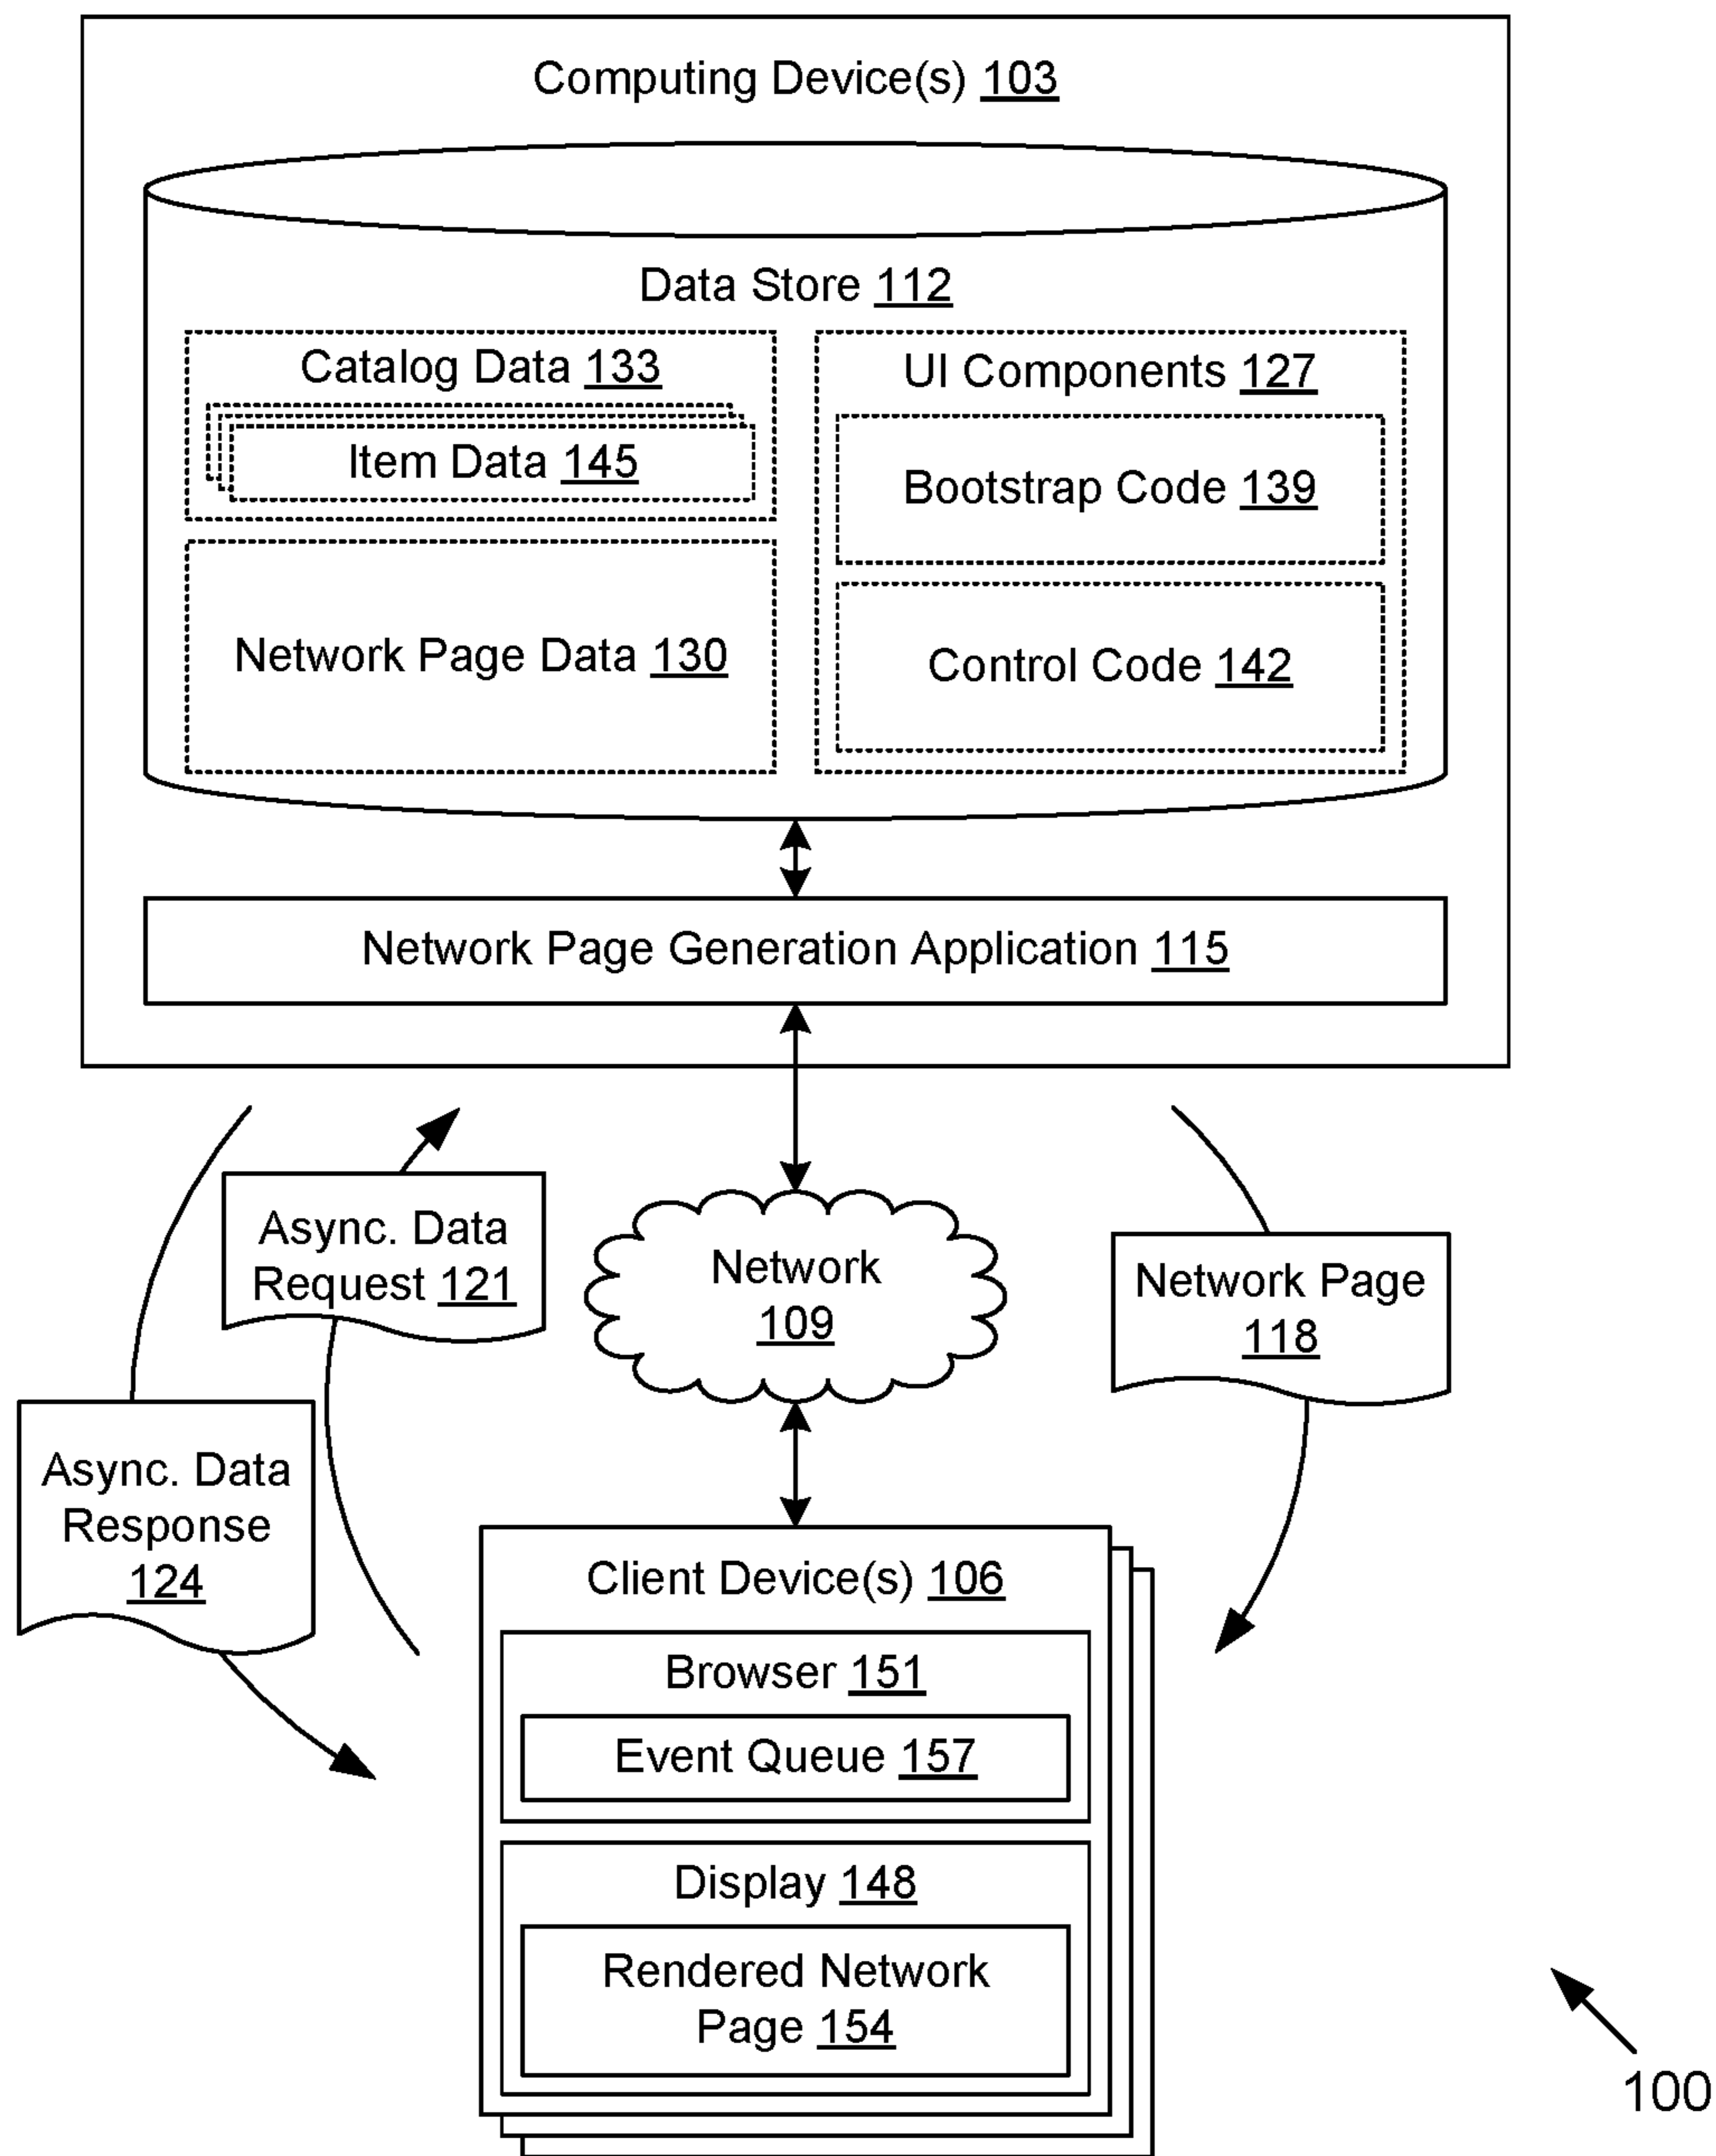 Computing Device(s) 103
Data Store 112
Catalog Data 133
Item Data 145
Network Page Data 130
UI Components 127
Bootstrap Code 139
Control Code 142
Network Page Generation Application 115
Async. Data
Request 121
Async. Data
Response
124
Network
109
Network Page
118
Client Device(s) 106
Browser 151
Event Queue 157
Display 148
Rendered Network
Page 154
100